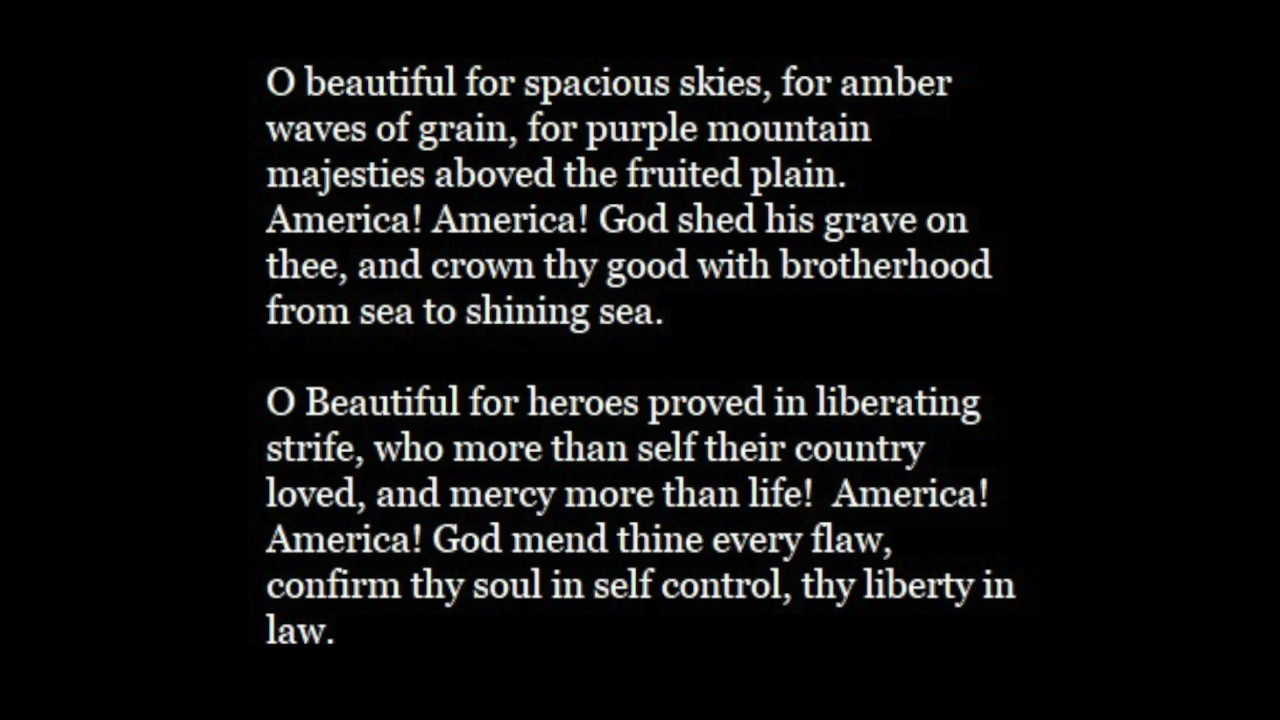 O beautiful for spacious skies, for amber
waves of grain, for purple mountain
majesties aboved the fruited plain.
America! America! God shed his grave on
thee, and crown thy good with brotherhood
from sea to shining sea.
O Beautiful for heroes proved in liberating
strife, who more than self their country
loved, and mercy more than life!  America!
America! God mend thine every flaw,
confirm thy soul in self control, thy liberty in
law.